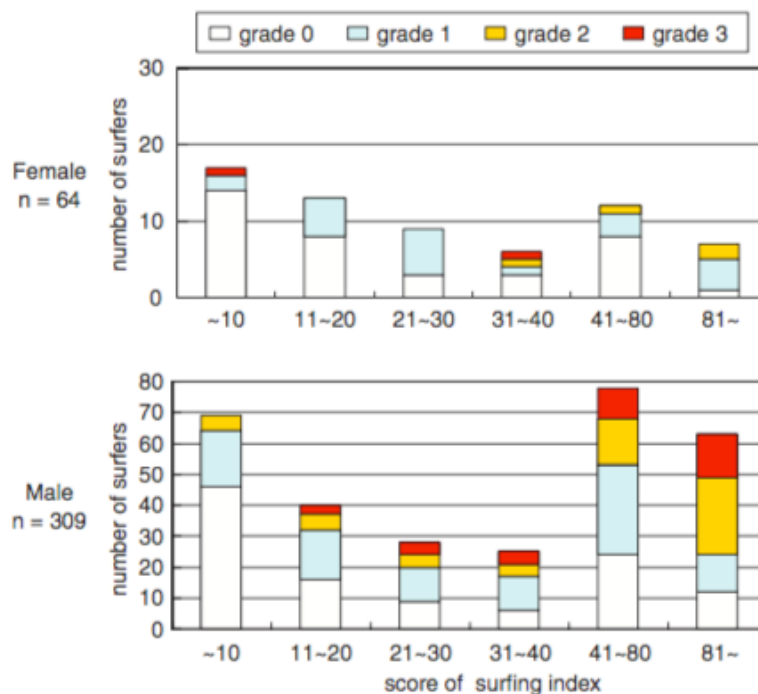 grade 0 grade 1 grade 2 grade 3
30
20
10
0
number of surfers
Female
n = 64
~10 11~20 21~30 31~40 41~80 81~
80
70
60
50
40
30
20
10
0
number of surfers
Male
n = 309
~10 11~20 21~30 31~40 41~80 81~
score of surfing index